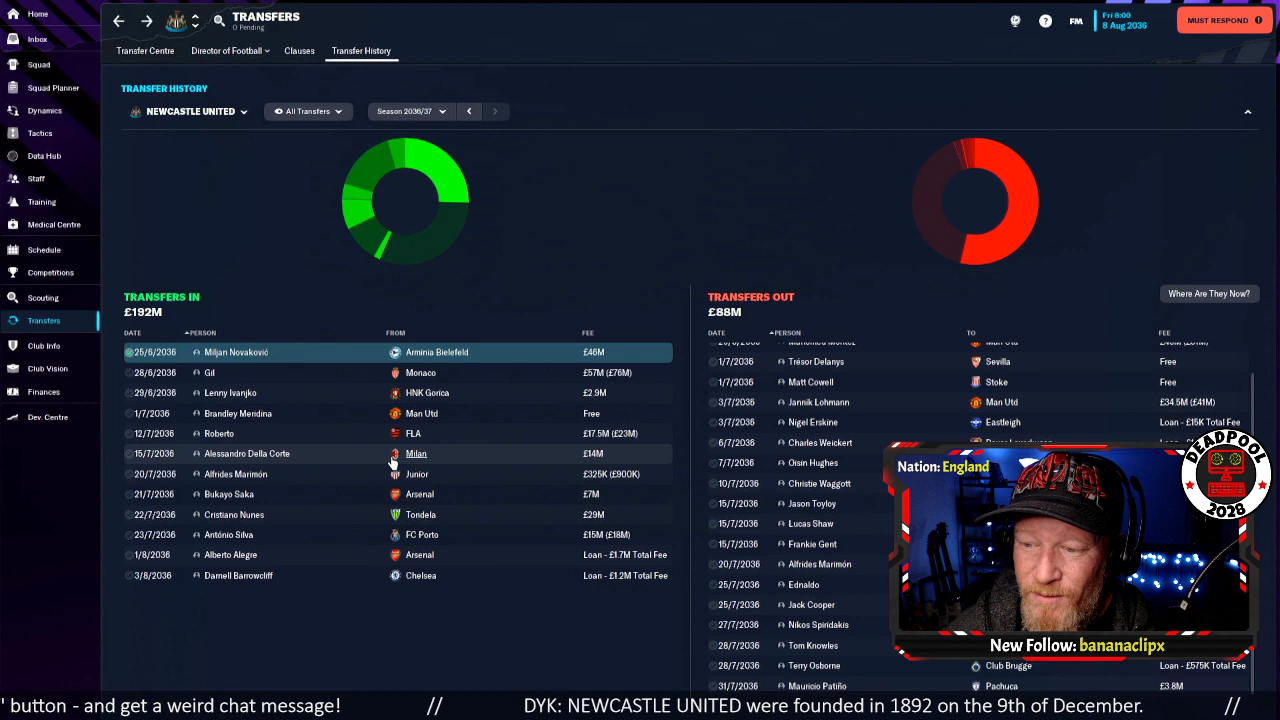 Home
TRANSFERS
0 Pending
FM
Fri 8:00
8 Aug 2036
MUST RESPOND
Inbox
Squad
Squad Planner
Dynamics
Tactics
Data Hub
Staff
Training
Medical Centre
Schedule
Competitions
Scouting
Transfers
Club Info
Club Vision
Finances
Dev. Centre
Transfer Centre
Director of Football
Clauses
Transfer History
TRANSFER HISTORY
NEWCASTLE UNITED
All Transfers
Season 2036/37
TRANSFERS IN
£192M
DATE PERSON FROM FEE
25/6/2036 Miljan Novaković Arminia Bielefeld £46M
28/6/2036 Gil Monaco £57M (£76M)
29/6/2036 Lenny Ivanjko HNK Gorica £2.9M
1/7/2036 Brandley Mendina Man Utd Free
12/7/2036 Roberto FLA £17.5M (£23M)
15/7/2036 Alessandro Della Corte Milan £14M
20/7/2036 Alfrides Marimón Junior £325K (£900K)
21/7/2036 Bukayo Saka Arsenal £7M
22/7/2036 Cristiano Nunes Tondela £29M
23/7/2036 António Silva FC Porto £15M (£18M)
1/8/2036 Alberto Alegre Arsenal Loan - £1.7M Total Fee
3/8/2036 Darnell Barrowcliff Chelsea Loan - £1.2M Total Fee
TRANSFERS OUT
£88M
Where Are They Now?
DATE PERSON TO FEE
Man Utd
1/7/2036 Trésor Delanys Sevilla Free
1/7/2036 Matt Cowell Stoke Free
3/7/2036 Jannik Lohmann Man Utd £34.5M (£41M)
3/7/2036 Nigel Erskine Eastleigh Loan - £15K Total Fee
6/7/2036 Charles Weickert
7/7/2036 Oisín Hughes
10/7/2036 Christie Waggott
15/7/2036 Jason Toyloy
15/7/2036 Lucas Shaw
15/7/2036 Frankie Gent
20/7/2036 Alfrides Marimón
25/7/2036 Ednaldo
25/7/2036 Jack Cooper
27/7/2036 Nikos Spiridakis
28/7/2036 Tom Knowles
28/7/2036 Terry Osborne Club Brugge Loan - £575K Total Fee
31/7/2036 Mauricio Patiño Pachuca £3.8M
Nation: England
DEADPOOL
2028
New Follow: bananaclipx
' button - and get a weird chat message! // DYK: NEWCASTLE UNITED were founded in 1892 on the 9th of December. //